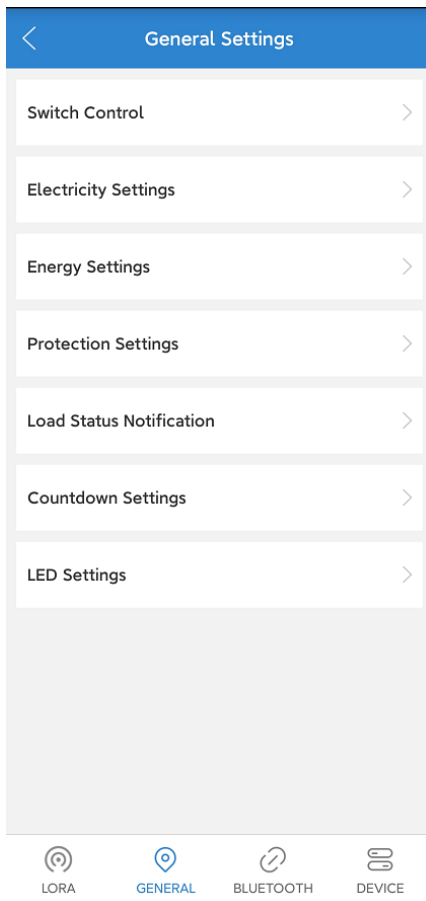 General Settings
Switch Control
Electricity Settings
Energy Settings
Protection Settings
Load Status Notification
Countdown Settings
LED Settings
LORA GENERAL BLUETOOTH DEVICE